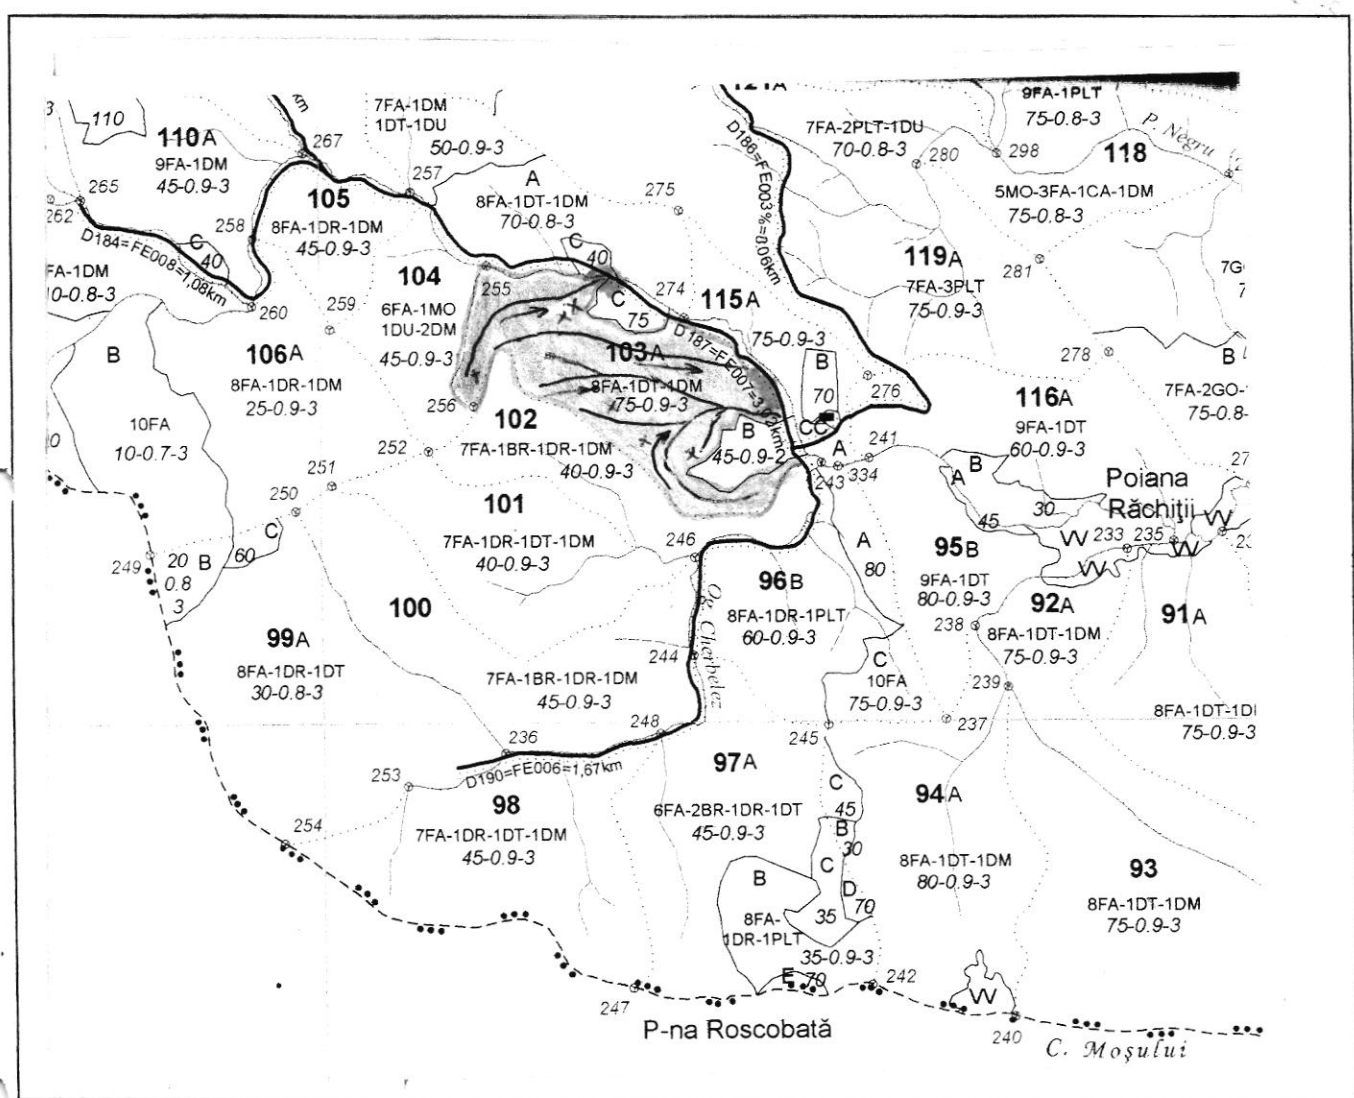 110
110A
9FA-1DM
45-0.9-3
267
km
7FA-1DM
1DT-1DU
50-0.9-3
257
A
8FA-1DT-1DM
70-0.8-3
275
121A
D186=FE003%=8.06km
7FA-2PLT-1DU
70-0.8-3
280
298
9FA-1PLT
75-0.8-3
P. Negru
118
5MO-3FA-1CA-1DM
75-0.8-3
265
262
258
105
8FA-1DR-1DM
45-0.9-3
C
40
D184=FE008=1,08km
FA-1DM
0-0.8-3
260
259
104
6FA-1MO
1DU-2DM
45-0.9-3
255
C
40
274
C
75
115A
75-0.9-3
D187=FE007=3,02km
119A
7FA-3PLT
75-0.9-3
281
278
B
7FA-2GO-
75-0.8-
B
106A
8FA-1DR-1DM
25-0.9-3
103A
8FA-1DT-1DM
75-0.9-3
B
70
276
116A
9FA-1DT
60-0.9-3
256
102
7FA-1BR-1DR-1DM
40-0.9-3
B
45-0.9-2
CC
A
241
243
334
10FA
10-0.7-3
252
251
250
B
A
45
30
Poiana
Răchiţii
W
W
W
W
233
235
101
7FA-1DR-1DT-1DM
40-0.9-3
246
A
80
95B
9FA-1DT
80-0.9-3
249
20
0.8
3
B
60
C
96B
8FA-1DR-1PLT
60-0.9-3
Og. Cherbelez
92A
8FA-1DT-1DM
75-0.9-3
91A
238
239
100
7FA-1BR-1DR-1DM
45-0.9-3
244
99A
8FA-1DR-1DT
30-0.8-3
C
10FA
75-0.9-3
8FA-1DT-1D
75-0.9-3
237
245
248
236
D190=FE006=1,67km
253
254
98
7FA-1DR-1DT-1DM
45-0.9-3
97A
6FA-2BR-1DR-1DT
45-0.9-3
C
45
B
30
C
D
70
35
94A
8FA-1DT-1DM
80-0.9-3
93
8FA-1DT-1DM
75-0.9-3
B
8FA-
1DR-1PLT
35-0.9-3
E
70
242
247
W
240
P-na Roscobată
C. Moşului